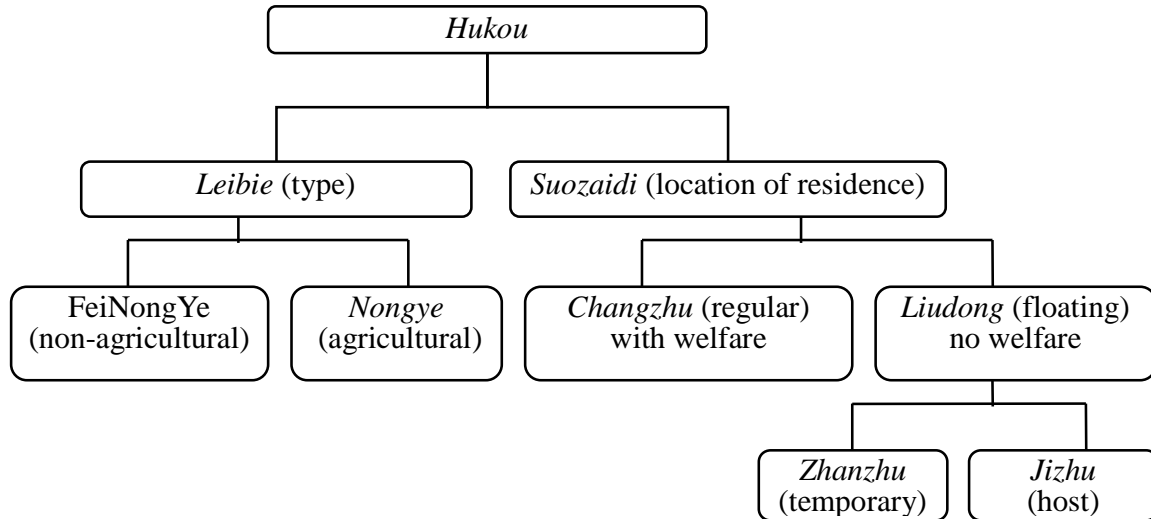 Hukou
Leibie (type)
Suozaidi (location of residence)
FeiNongYe
(non-agricultural)
Nongye
(agricultural)
Changzhu (regular)
with welfare
Liudong (floating)
no welfare
Zhanzhu
(temporary)
Jizhu
(host)